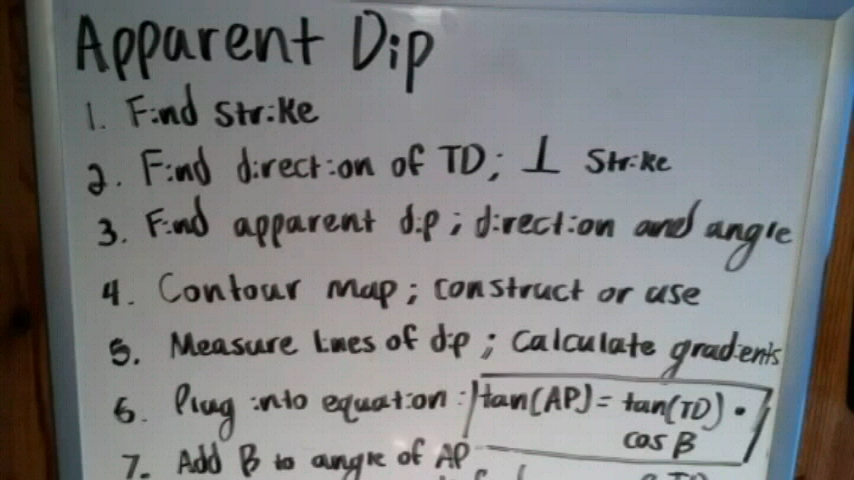 Apparent Dip
1. Find Strike
2. Find direction of TD; ⊥ Strike
3. Find apparent dip; direction and angle
4. Contour map; construct or use
5. Measure lines of dip; Calculate gradients
6. Plug into equation: tan(AP) = tan(TD) •
cos β
7. Add β to angle of AP